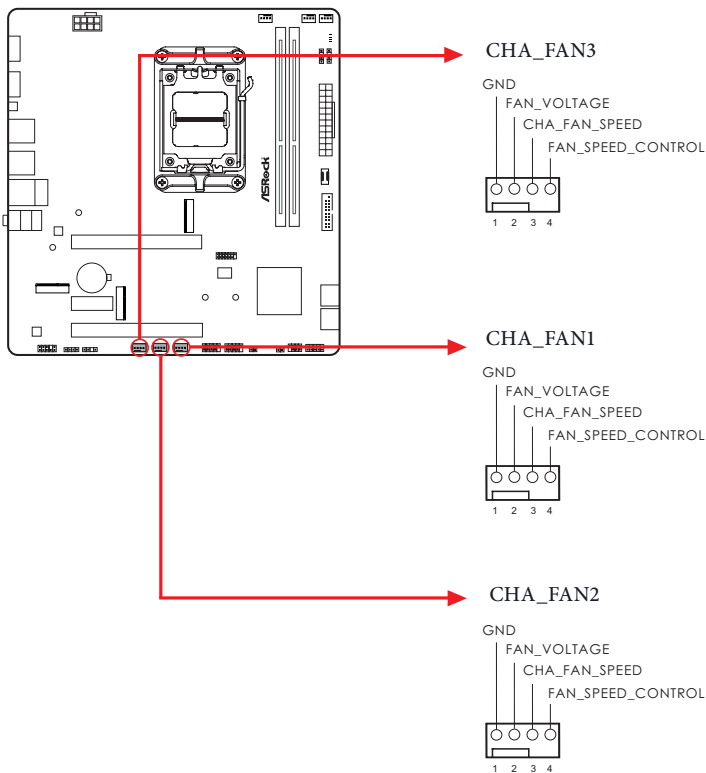 ASRock
CHA_FAN3
GND
FAN_VOLTAGE
CHA_FAN_SPEED
FAN_SPEED_CONTROL
1 2 3 4
CHA_FAN1
GND
FAN_VOLTAGE
CHA_FAN_SPEED
FAN_SPEED_CONTROL
1 2 3 4
CHA_FAN2
GND
FAN_VOLTAGE
CHA_FAN_SPEED
FAN_SPEED_CONTROL
1 2 3 4